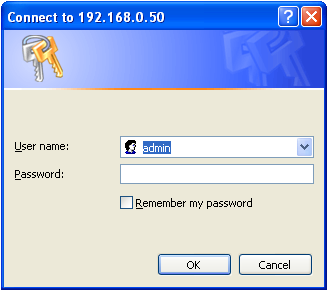 Connect to 192.168.0.50
User name:
admin
Password:
Remember my password
OK
Cancel